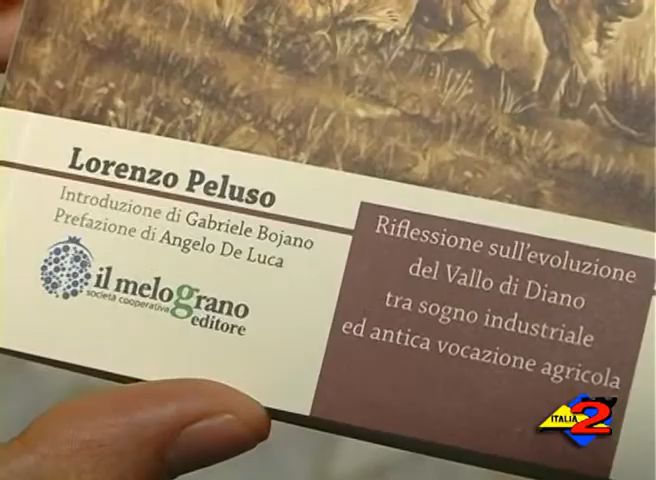 Lorenzo Peluso
Introduzione di Gabriele Bojano
Prefazione di Angelo De Luca
il melograno
società cooperativa
editore
Riflessione sull'evoluzione
del Vallo di Diano
tra sogno industriale
ed antica vocazione agricola
ITALIA 2